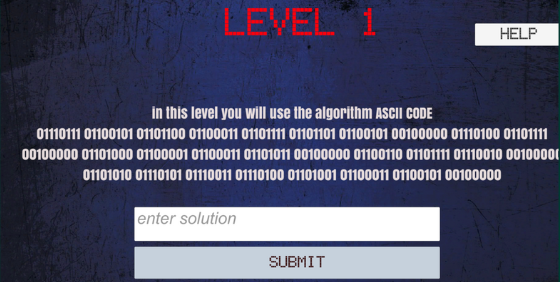 LEVEL 1
HELP
in this level you will use the algorithm ASCII CODE
01110111 01100101 01101100 01100011 01101111 01101101 01100101 00100000 01110100 01101111
00100000 01101000 01100001 01100011 01101011 00100000 01100110 01101111 01110010 00100000
01101010 01110101 01110011 01110100 01101001 01100011 01100101 00100000
enter solution
SUBMIT